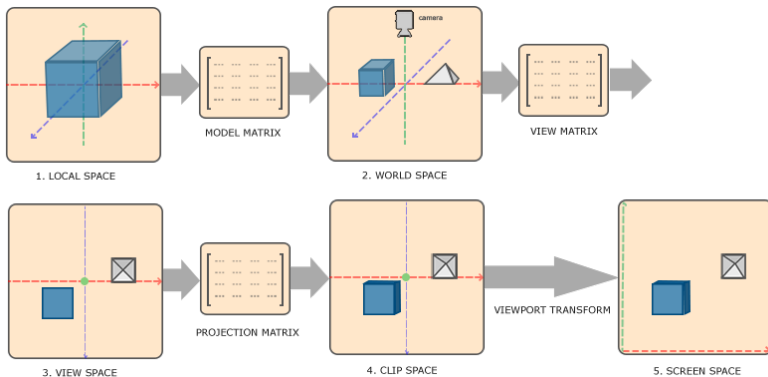 camera
MODEL MATRIX
VIEW MATRIX
1. LOCAL SPACE
2. WORLD SPACE
PROJECTION MATRIX
VIEWPORT TRANSFORM
3. VIEW SPACE
4. CLIP SPACE
5. SCREEN SPACE